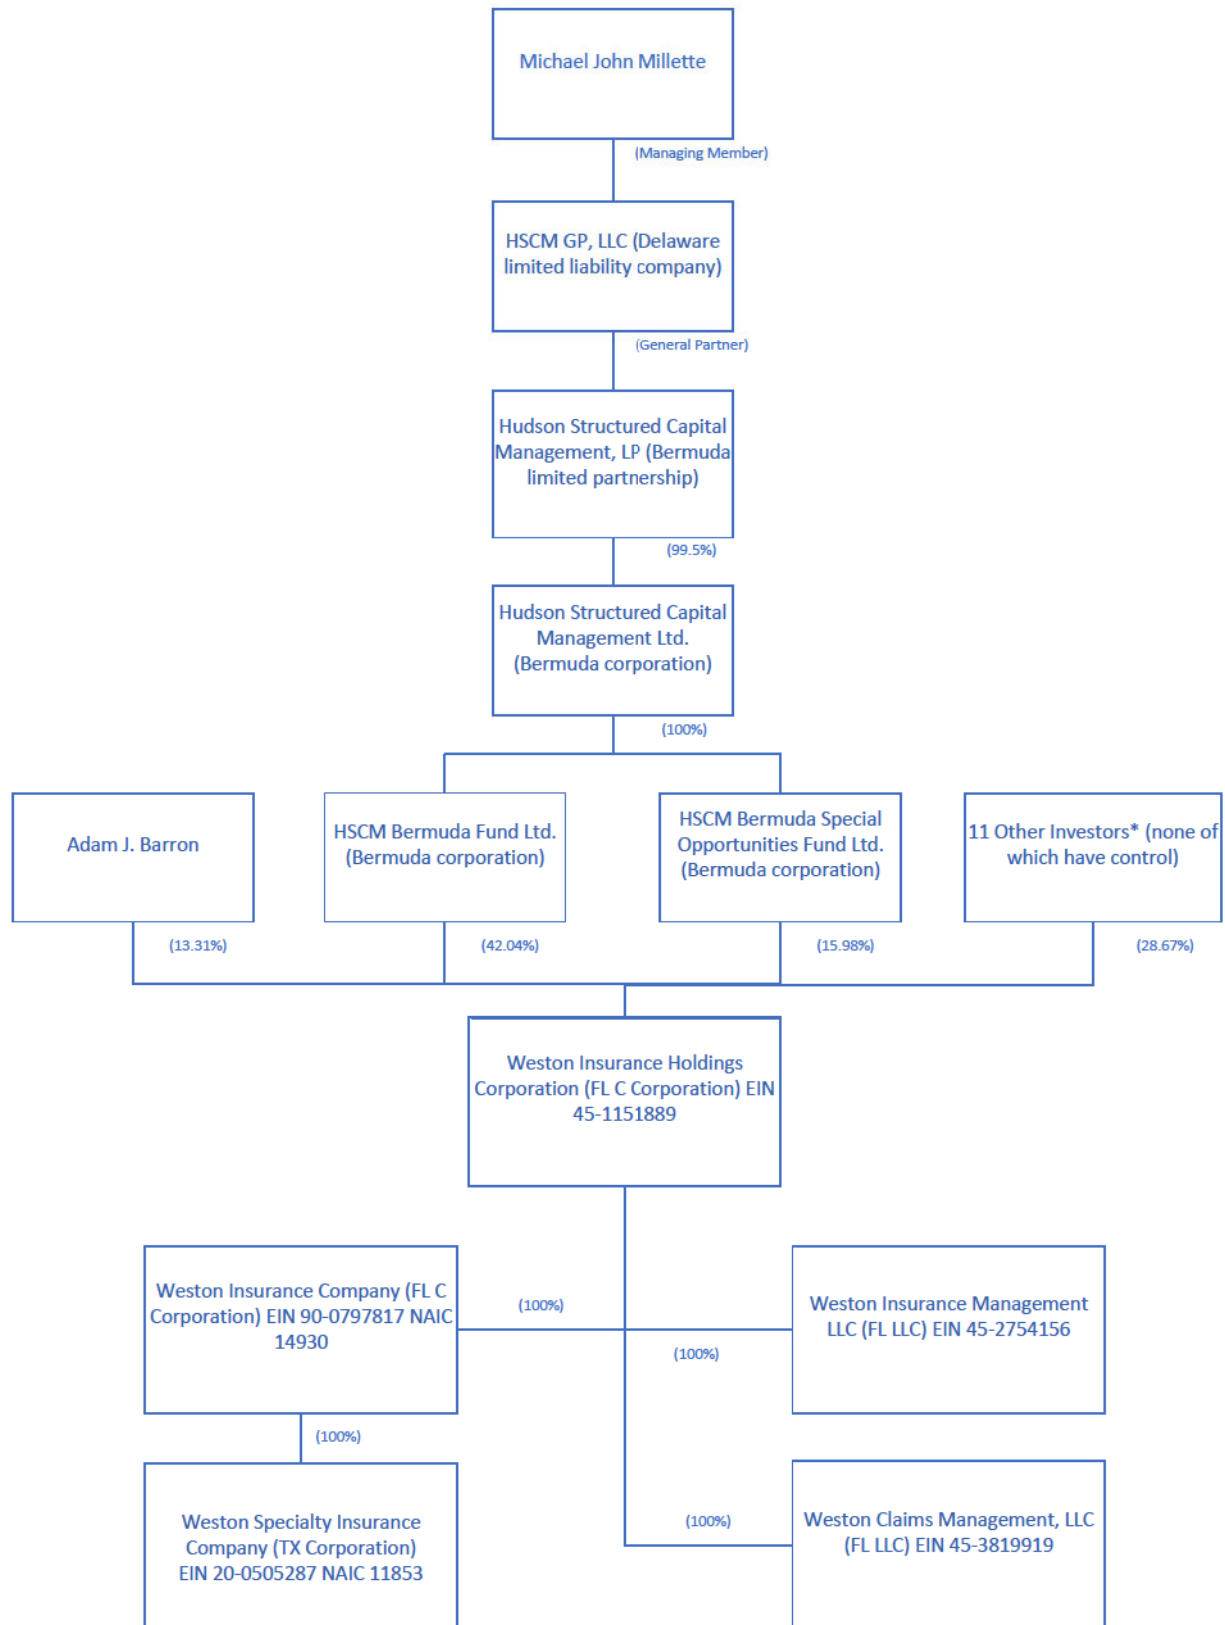 Michael John Millette
(Managing Member)
HSCM GP, LLC (Delaware
limited liability company)
(General Partner)
Hudson Structured Capital
Management, LP (Bermuda
limited partnership)
(99.5%)
Hudson Structured Capital
Management Ltd.
(Bermuda corporation)
(100%)
Adam J. Barron
HSCM Bermuda Fund Ltd.
(Bermuda corporation)
HSCM Bermuda Special
Opportunities Fund Ltd.
(Bermuda corporation)
11 Other Investors* (none of
which have control)
(13.31%)
(42.04%)
(15.98%)
(28.67%)
Weston Insurance Holdings
Corporation (FL C Corporation) EIN
45-1151889
Weston Insurance Company (FL C
Corporation) EIN 90-0797817 NAIC
14930
(100%)
(100%)
Weston Insurance Management
LLC (FL LLC) EIN 45-2754156
(100%)
Weston Specialty Insurance
Company (TX Corporation)
EIN 20-0505287 NAIC 11853
(100%)
Weston Claims Management, LLC
(FL LLC) EIN 45-3819919